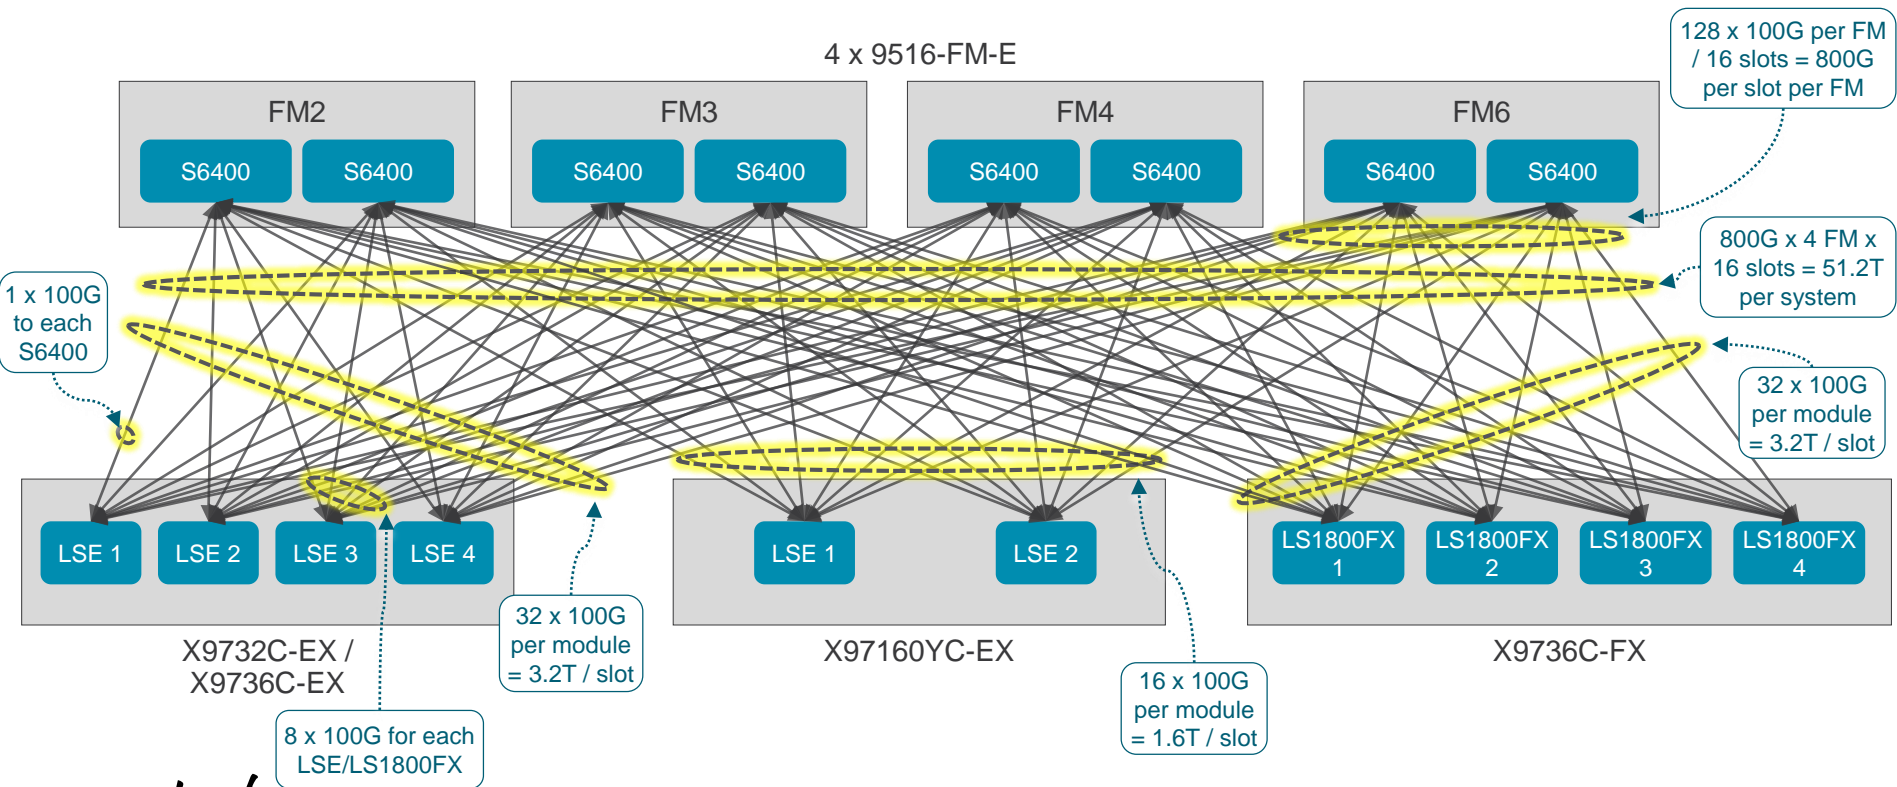 4 x 9516-FM-E
128 x 100G per FM
/ 16 slots = 800G
per slot per FM
FM2
FM3
FM4
FM6
S6400
S6400
S6400
S6400
S6400
S6400
S6400
S6400
800G x 4 FM x
16 slots = 51.2T
per system
1 x 100G
to each
S6400
32 x 100G
per module
= 3.2T / slot
LSE 1
LSE 2
LSE 3
LSE 4
LSE 1
LSE 2
LS1800FX
1
LS1800FX
2
LS1800FX
3
LS1800FX
4
32 x 100G
per module
= 3.2T / slot
X9732C-EX /
X9736C-EX
X97160YC-EX
X9736C-FX
16 x 100G
per module
= 1.6T / slot
8 x 100G for each
LSE/LS1800FX